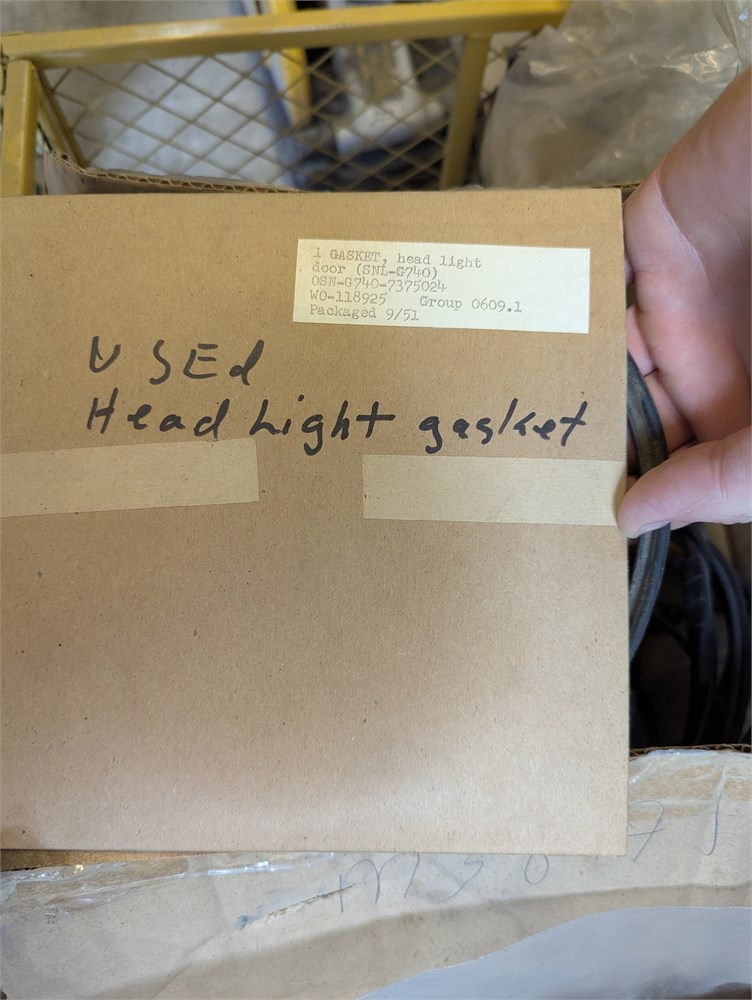 1 GASKET, head light
door (SNL-G740)
OSN-G740-7375024
WO-118925 Group 0609.1
Packaged 9/51
USEd
Head Light gasket